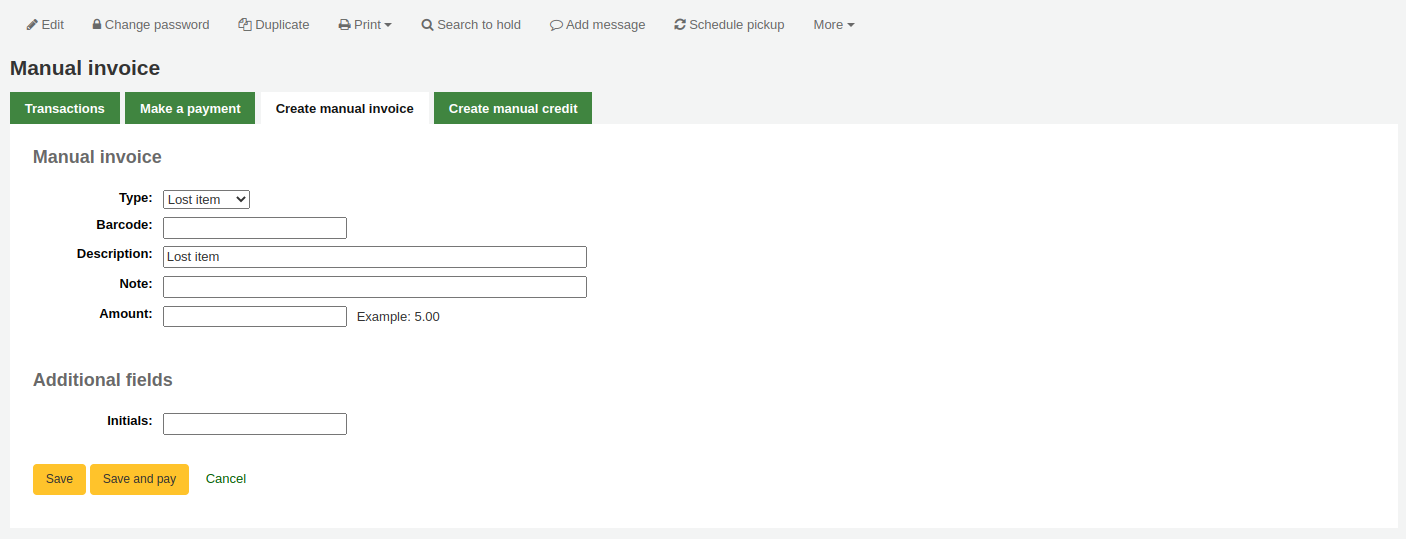 Edit Change password Duplicate Print Search to hold Add message Schedule pickup More
Manual invoice
Transactions Make a payment Create manual invoice Create manual credit
Manual invoice
Type: Lost item
Barcode:
Description: Lost item
Note:
Amount: Example: 5.00
Additional fields
Initials:
Save Save and pay Cancel